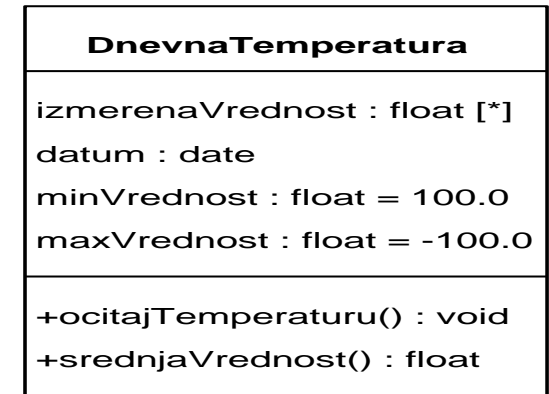 DnevnaTemperatura
izmerenaVrednost : float [*]
datum : date
minVrednost : float = 100.0
maxVrednost : float = -100.0
+ocitajTemperaturu() : void
+srednjaVrednost() : float